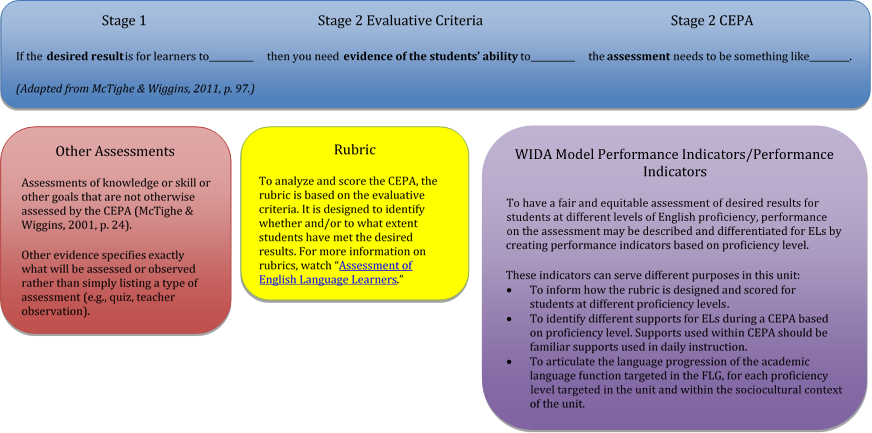 Stage 1
Stage 2 Evaluative Criteria
Stage 2 CEPA
If the desired result is for learners to_________
then you need evidence of the students’ ability to_________
the assessment needs to be something like________.
(Adapted from McTighe & Wiggins, 2011, p. 97.)
Other Assessments
Assessments of knowledge or skill or
other goals that are not otherwise
assessed by the CEPA (McTighe &
Wiggins, 2001, p. 24).
Other evidence specifies exactly
what will be assessed or observed
rather than simply listing a type of
assessment (e.g., quiz, teacher
observation).
Rubric
To analyze and score the CEPA, the
rubric is based on the evaluative
criteria. It is designed to identify
whether and/or to what extent
students have met the desired
results. For more information on
rubrics, watch “Assessment of
English Language Learners.”
WIDA Model Performance Indicators/Performance
Indicators
To have a fair and equitable assessment of desired results for
students at different levels of English proficiency, performance
on the assessment may be described and differentiated for ELs by
creating performance indicators based on proficiency level.
These indicators can serve different purposes in this unit:
• To inform how the rubric is designed and scored for
students at different proficiency levels.
• To identify different supports for ELs during a CEPA based
on proficiency level. Supports used within CEPA should be
familiar supports used in daily instruction.
• To articulate the language progression of the academic
language function targeted in the FLG, for each proficiency
level targeted in the unit and within the sociocultural context
of the unit.